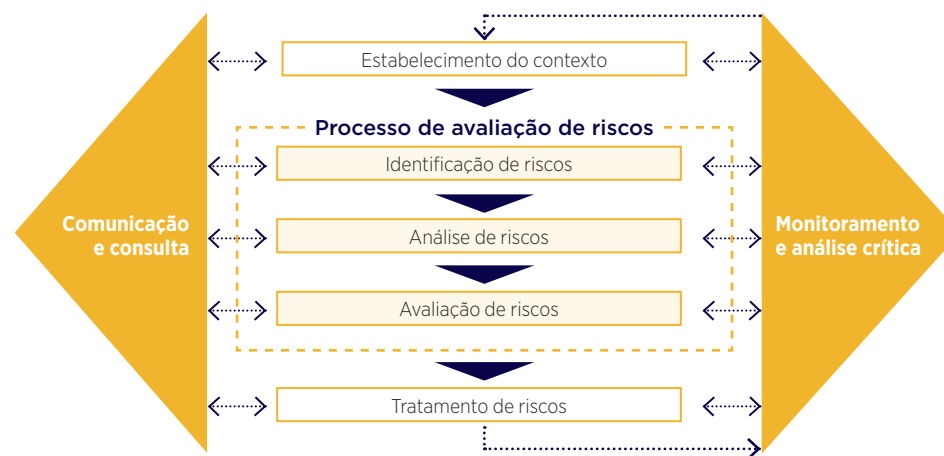 Estabelecimento do contexto
Processo de avaliação de riscos
Identificação de riscos
Comunicação
e consulta
Análise de riscos
Monitoramento
e análise crítica
Avaliação de riscos
Tratamento de riscos